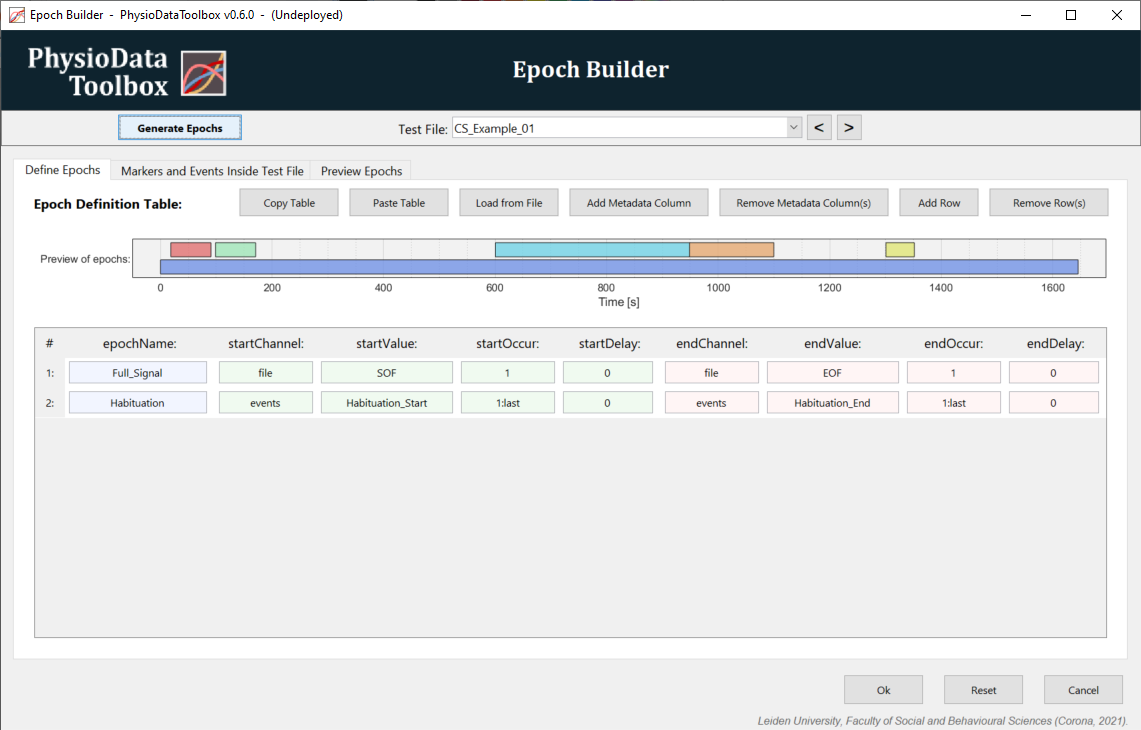 Epoch Builder - PhysioDataToolbox v0.6.0 - (Undeployed)
PhysioData
Toolbox
Epoch Builder
Generate Epochs
Test File: CS_Example_01 < >
Define Epochs Markers and Events Inside Test File Preview Epochs
Epoch Definition Table: Copy Table Paste Table Load from File Add Metadata Column Remove Metadata Column(s) Add Row Remove Row(s)
Preview of epochs:
0 200 400 600 800 1000 1200 1400 1600
Time [s]
# epochName: startChannel: startValue: startOccur: startDelay: endChannel: endValue: endOccur: endDelay:
1: Full_Signal file SOF 1 0 file EOF 1 0
2: Habituation events Habituation_Start 1:last 0 events Habituation_End 1:last 0
Ok Reset Cancel
Leiden University, Faculty of Social and Behavioural Sciences (Corona, 2021).